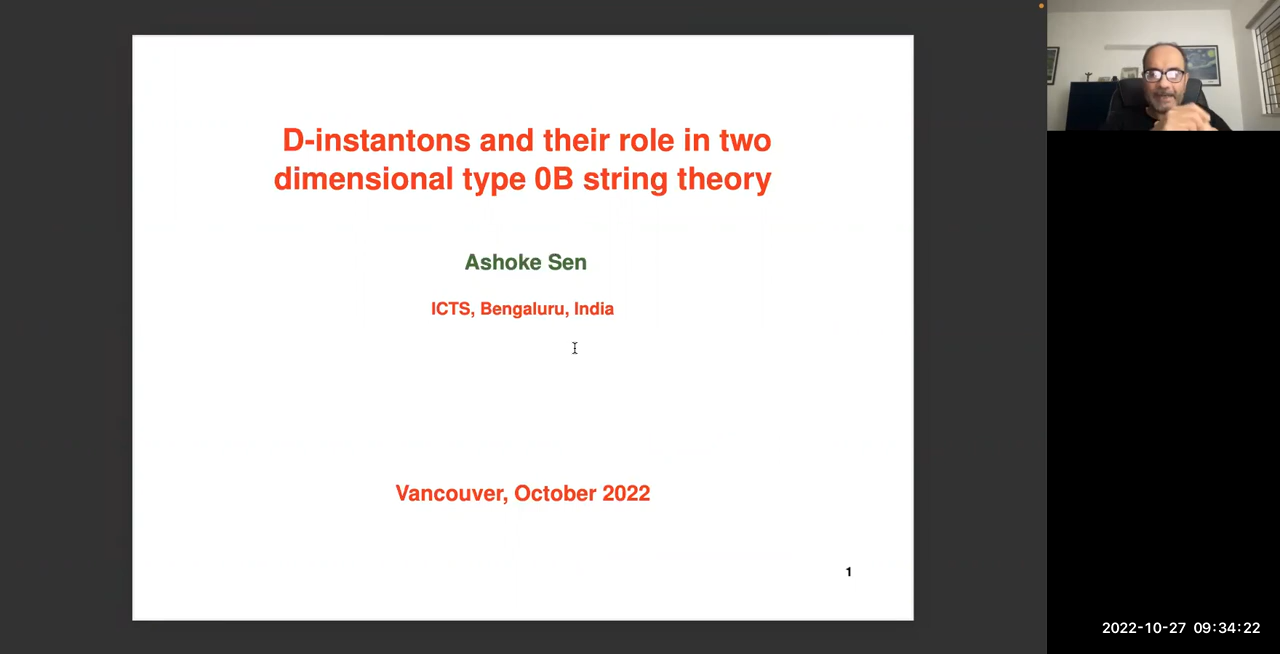 D-instantons and their role in two
dimensional type 0B string theory
Ashoke Sen
ICTS, Bengaluru, India
Vancouver, October 2022
1
2022-10-27 09:34:22